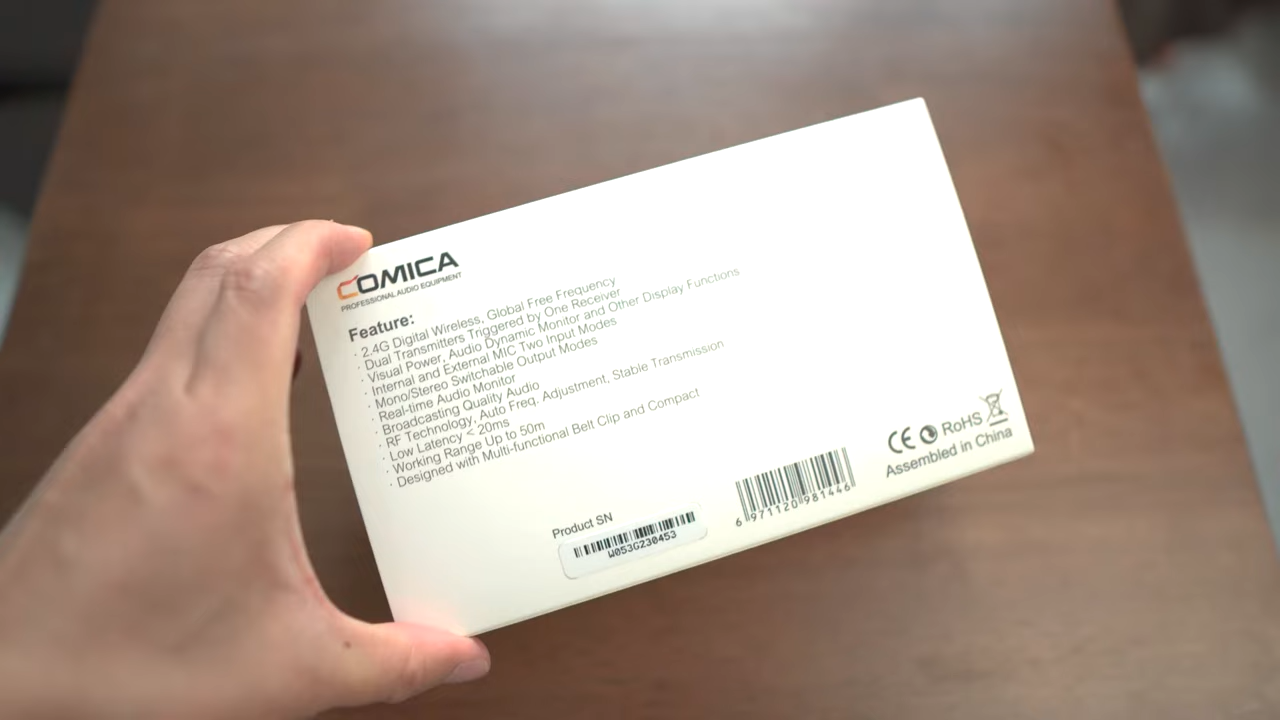 COMICA
PROFESSIONAL AUDIO EQUIPMENT
Feature:
· 2.4G Digital Wireless, Global Free Frequency
· Dual Transmitters Triggered by One Receiver
· Visual Power, Audio Dynamic Monitor and Other Display Functions
· Internal and External MIC Two Input Modes
· Mono/Stereo Switchable Output Modes
· Real-time Audio Monitor
· Broadcasting Quality Audio
· RF Technology, Auto Freq. Adjustment, Stable Transmission
· Low Latency < 20ms
· Working Range Up to 50m
· Designed with Multi-functional Belt Clip and Compact
Product SN
W053G230453
6 971120 981446
CE RoHS
Assembled in China